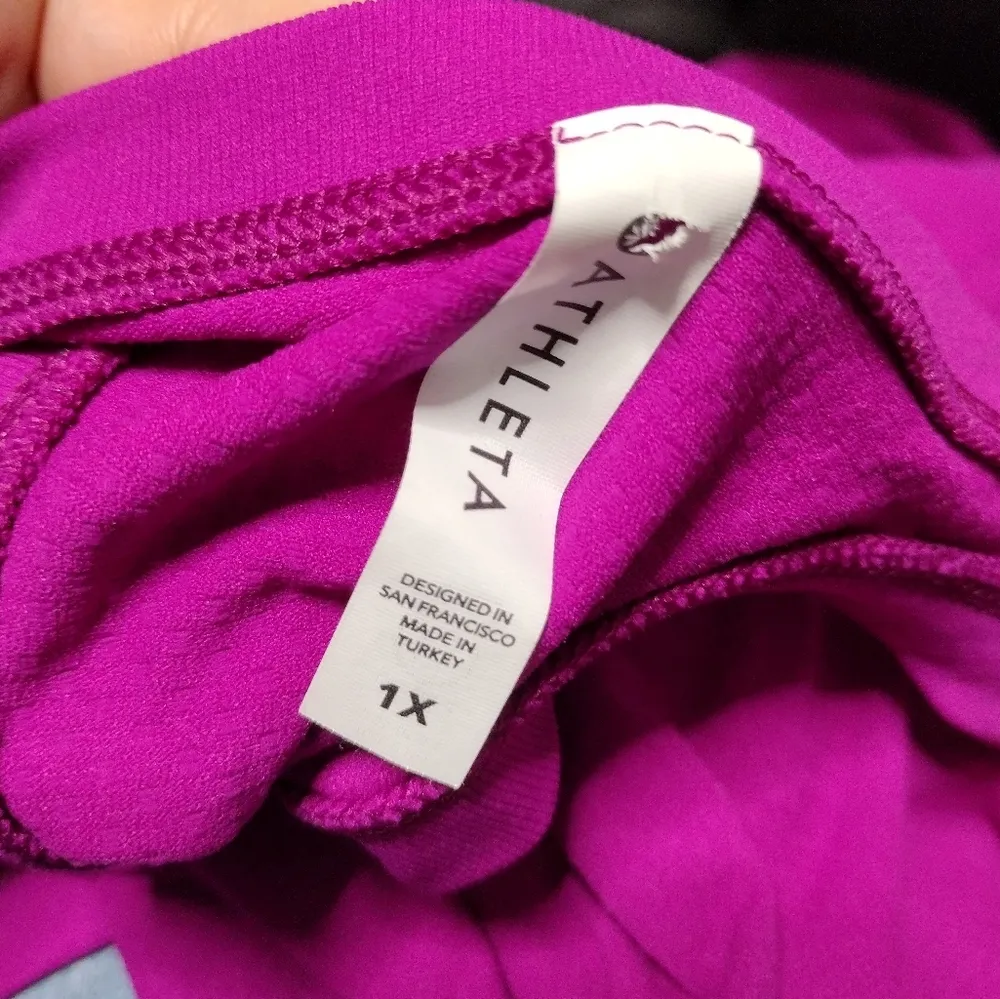 ATHLETA
DESIGNED IN
SAN FRANCISCO
MADE IN
TURKEY
1X